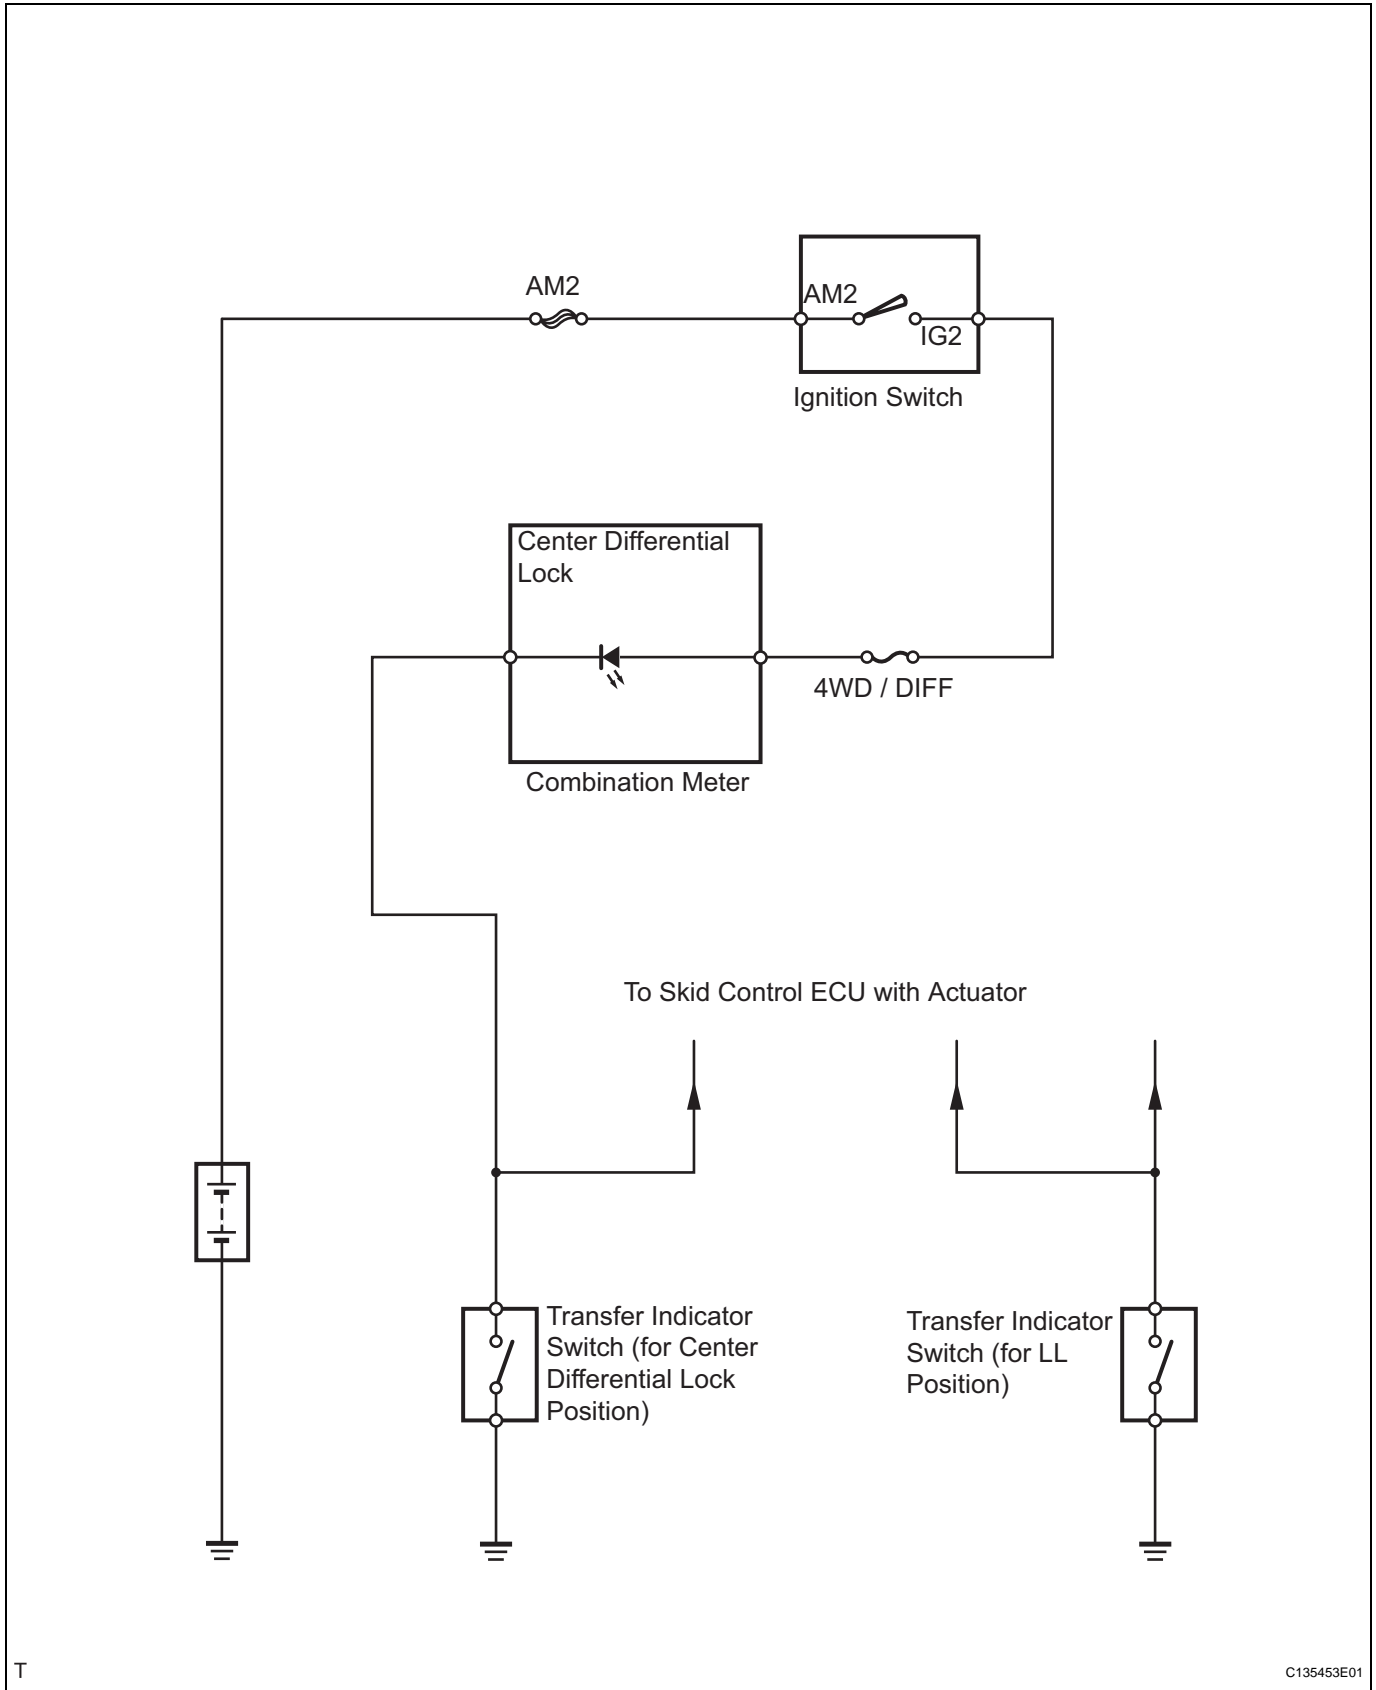 AM2
AM2
IG2
Ignition Switch
Center Differential
Lock
4WD / DIFF
Combination Meter
To Skid Control ECU with Actuator
Transfer Indicator
Switch (for Center
Differential Lock
Position)
Transfer Indicator
Switch (for LL
Position)
T
C135453E01